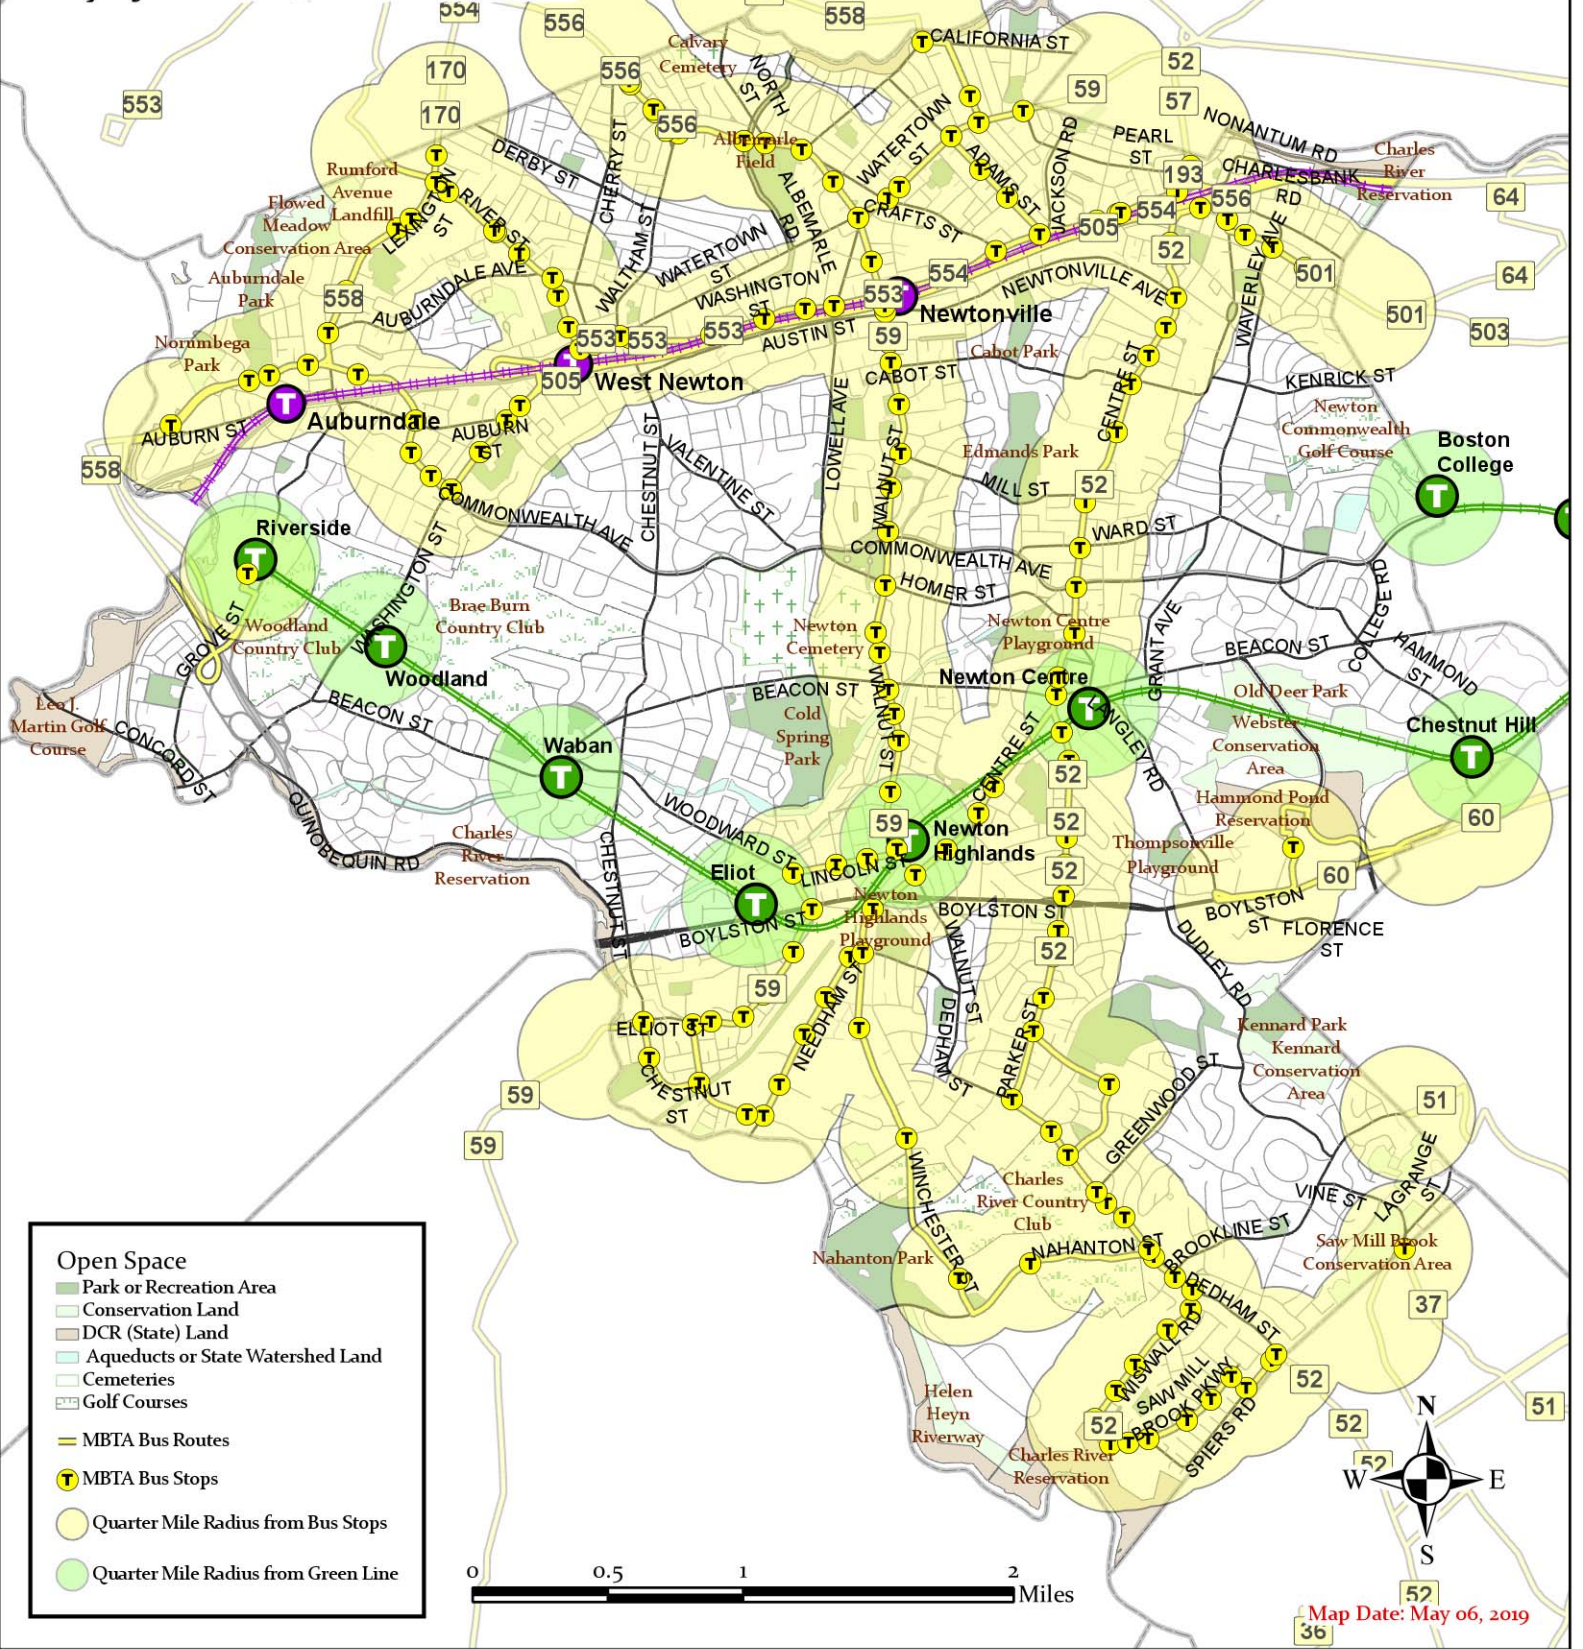 554
556
558
CALIFORNIA ST
Calvary
Cemetery
NORTH
ST
52
170
556
59
57
553
170
556
WATERTOWN
ST
PEARL
ST
NONANTUM RD
Albemarle
Field
ADAMS ST
JACKSON RD
Charles
River
Reservation
DERBY ST
CHERRY ST
193
CHARLESBANK
RD
Rumford
Avenue
Landfill
Flowed
Meadow
Conservation Area
LEXINGTON
ST
RIVER ST
ALBEMARLE
RD
CRAFTS ST
554
556
64
505
WALTHAM ST
WATERTOWN
ST
52
WAVERLEY AVE
501
64
Auburndale
Park
558
AUBURNDALE AVE
WASHINGTON
ST
554
553
NEWTONVILLE AVE
Newtonville
501
503
Norumbega
Park
553
553
553
AUSTIN ST
59
Cabot Park
505
West Newton
CABOT ST
KENRICK ST
CENTRE ST
Newton
Commonwealth
Golf Course
AUBURN ST
Auburndale
AUBURN
ST
CHESTNUT ST
VALENTINE ST
LOWELL AVE
WALNUT ST
Edmands Park
Boston
College
558
MILL ST
52
COMMONWEALTH AVE
WARD ST
Riverside
COMMONWEALTH AVE
WASHINGTON ST
HOMER ST
COLLEGE RD
Brae Burn
Country Club
Woodland
Country Club
GROVE ST
Newton
Cemetery
Newton Centre
Playground
GRANT AVE
BEACON ST
HAMMOND
ST
Woodland
Newton Centre
BEACON ST
WALNUT ST
Old Deer Park
Leo J.
Martin Golf
Course
BEACON ST
Cold
Spring
Park
LANGLEY RD
Webster
Conservation
Area
Chestnut Hill
CONCORD ST
Waban
CENTRE ST
52
QUINOBEQUIN RD
WOODWARD ST
Hammond Pond
Reservation
59
52
60
Charles
River
Reservation
CHESTNUT ST
Newton
Highlands
Thompsonville
Playground
Eliot
LINCOLN ST
52
60
Newton
Highlands
Playground
BOYLSTON ST
BOYLSTON
ST
BOYLSTON ST
FLORENCE
ST
WALNUT ST
DUDLEY RD
52
59
NEEDHAM ST
DEDHAM ST
PARKER ST
ELLIOT ST
Kennard Park
Kennard
Conservation
Area
59
CHESTNUT
ST
GREENWOOD ST
51
59
WINCHESTER ST
Charles
River Country
Club
VINE ST
LAGRANGE
ST
Nahanton Park
NAHANTON ST
BROOKLINE ST
Saw Mill Brook
Conservation Area
DEDHAM ST
37
WISWALL RD
SAW MILL
BROOK PKWY
52
Helen
Heyn
Riverway
52
SPIERS RD
52
51
Charles River
Reservation
52
N
W
E
S
Open Space
Park or Recreation Area
Conservation Land
DCR (State) Land
Aqueducts or State Watershed Land
Cemeteries
Golf Courses
MBTA Bus Routes
MBTA Bus Stops
Quarter Mile Radius from Bus Stops
Quarter Mile Radius from Green Line
0 0.5 1 2
Miles
52
Map Date: May 06, 2019
36